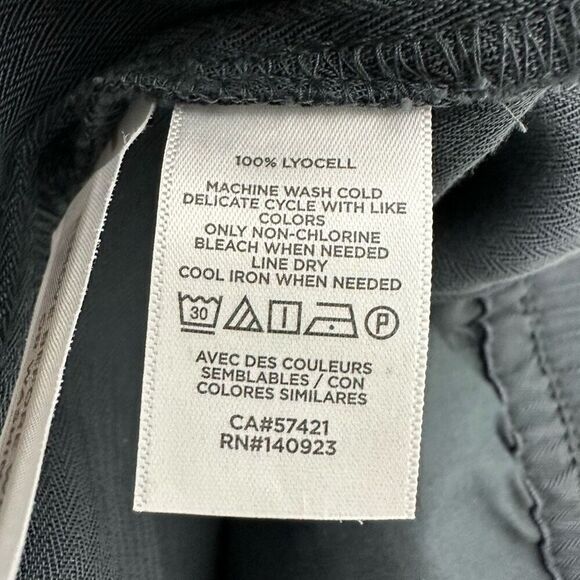 100% LYOCELL
MACHINE WASH COLD
DELICATE CYCLE WITH LIKE
COLORS
ONLY NON-CHLORINE
BLEACH WHEN NEEDED
LINE DRY
COOL IRON WHEN NEEDED
30 P
AVEC DES COULEURS
SEMBLABLES / CON
COLORES SIMILARES
CA#57421
RN#140923